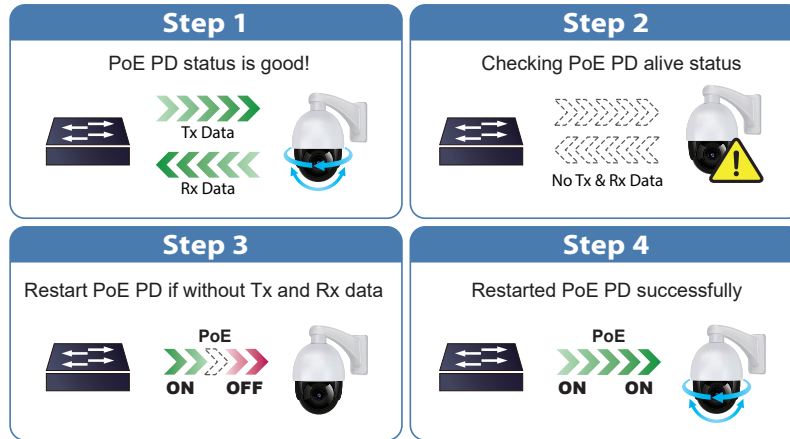 Step 1
PoE PD status is good!
Tx Data
Rx Data
Step 2
Checking PoE PD alive status
No Tx & Rx Data
Step 3
Restart PoE PD if without Tx and Rx data
PoE
ON OFF
Step 4
Restarted PoE PD successfully
PoE
ON ON